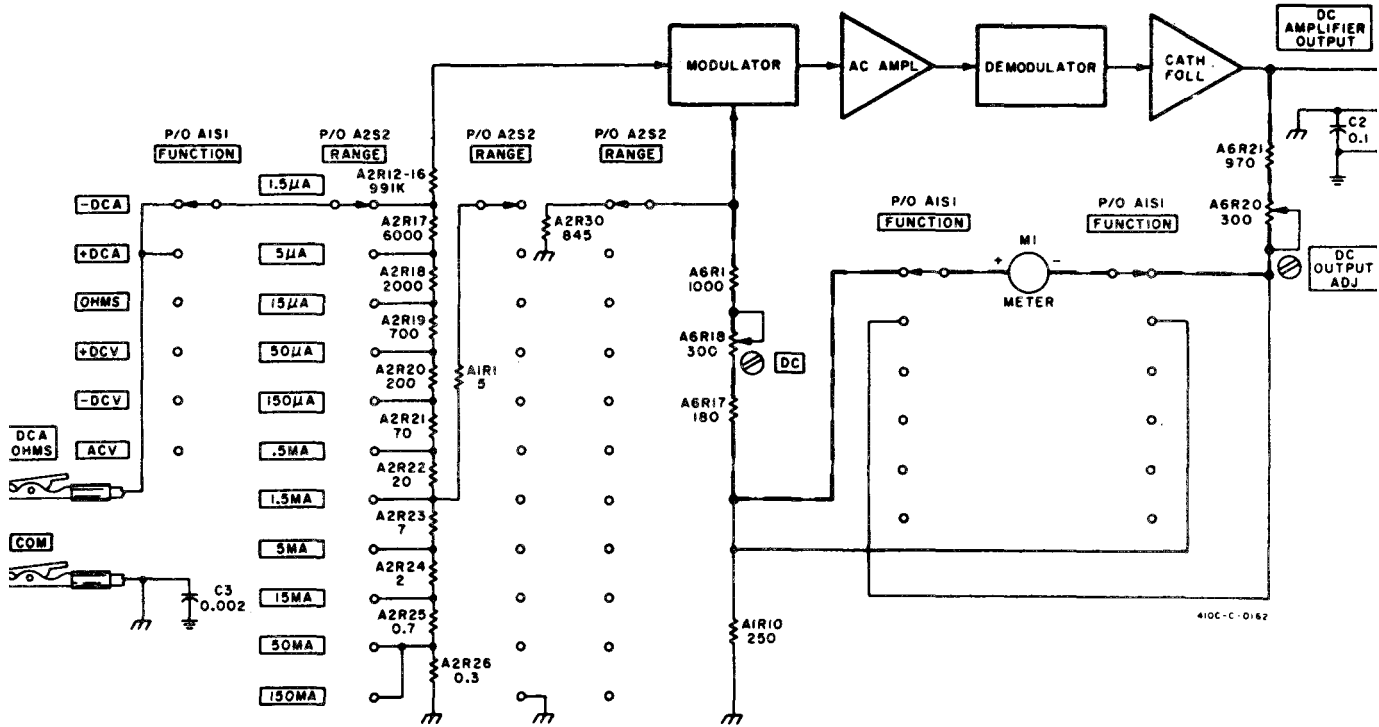 DC
AMPLIFIER
OUTPUT
MODULATOR
AC AMPL
DEMODULATOR
CATH
FOLL
C2
0.1
P/O A1S1
FUNCTION
P/O A2S2
RANGE
P/O A2S2
RANGE
P/O A2S2
RANGE
A6R21
970
1.5µA
A2R12-16
991K
-DCA
A2R17
6000
A2R30
845
P/O A1S1
FUNCTION
P/O A1S1
FUNCTION
A6R20
300
+DCA
5µA
A2R18
2000
A6R1
1000
M1
+ -
METER
DC
OUTPUT
ADJ
OHMS
15µA
A2R19
700
A6R18
300
DC
+DCV
50µA
A2R20
200
A1R1
5
-DCV
150µA
A2R21
70
A6R17
180
DCA
OHMS
ACV
.5MA
A2R22
20
1.5MA
A2R23
7
COM
5MA
A2R24
2
C3
0.002
15MA
A2R25
0.7
410C-C-0162
50MA
A2R26
0.3
A1R10
250
150MA